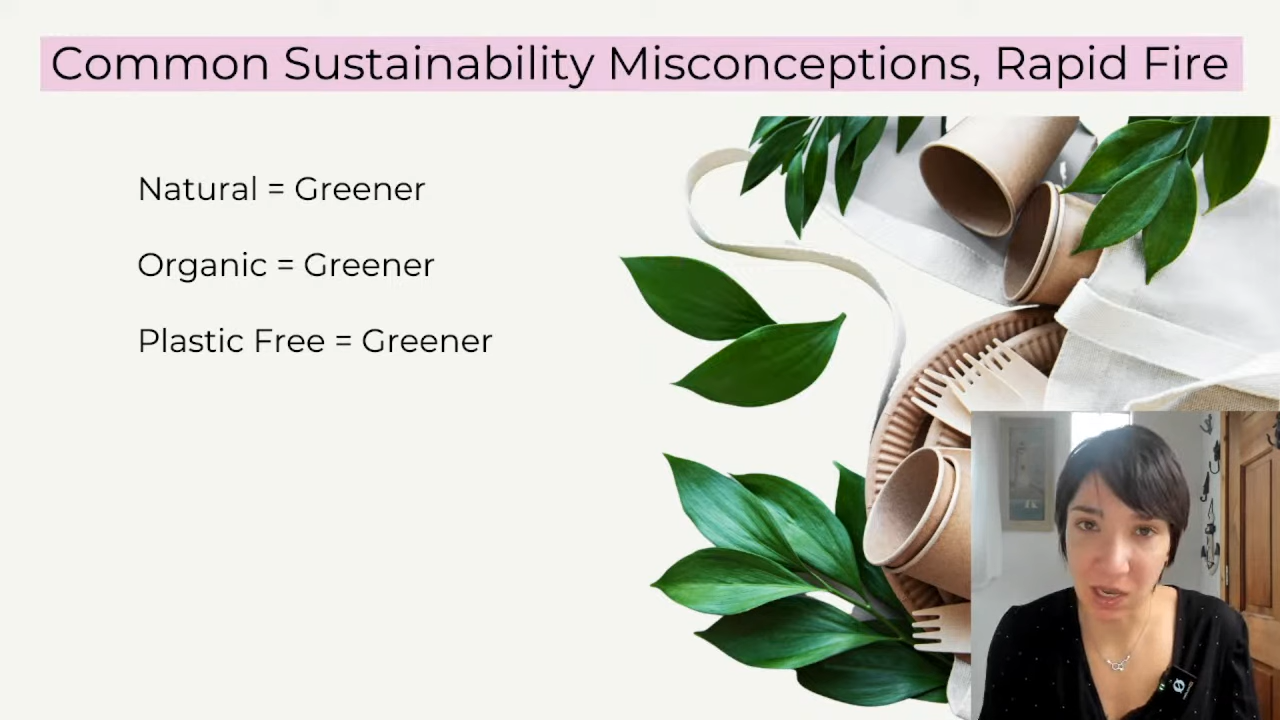 Common Sustainability Misconceptions, Rapid Fire
Natural = Greener
Organic = Greener
Plastic Free = Greener